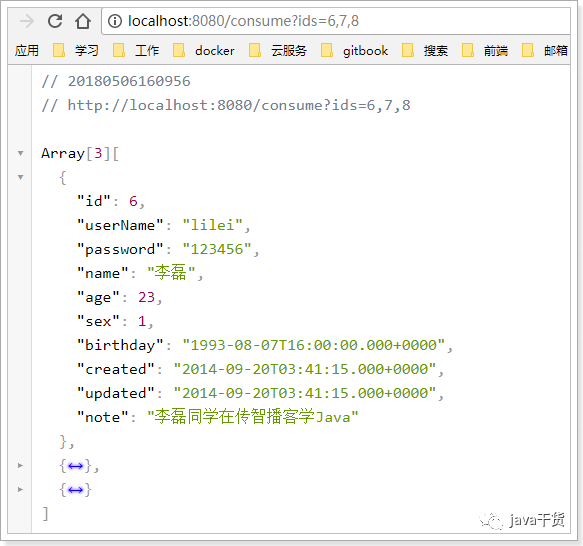 localhost:8080/consume?ids=6,7,8
应用 学习 工作 docker 云服务 gitbook 搜索 前端 邮箱
// 20180506160956
// http://localhost:8080/consume?ids=6,7,8
Array[3][
{
"id": 6,
"userName": "lilei",
"password": "123456",
"name": "李磊",
"age": 23,
"sex": 1,
"birthday": "1993-08-07T16:00:00.000+0000",
"created": "2014-09-20T03:41:15.000+0000",
"updated": "2014-09-20T03:41:15.000+0000",
"note": "李磊同学在传智播客学Java"
},
{↔},
{↔}
]
java干货